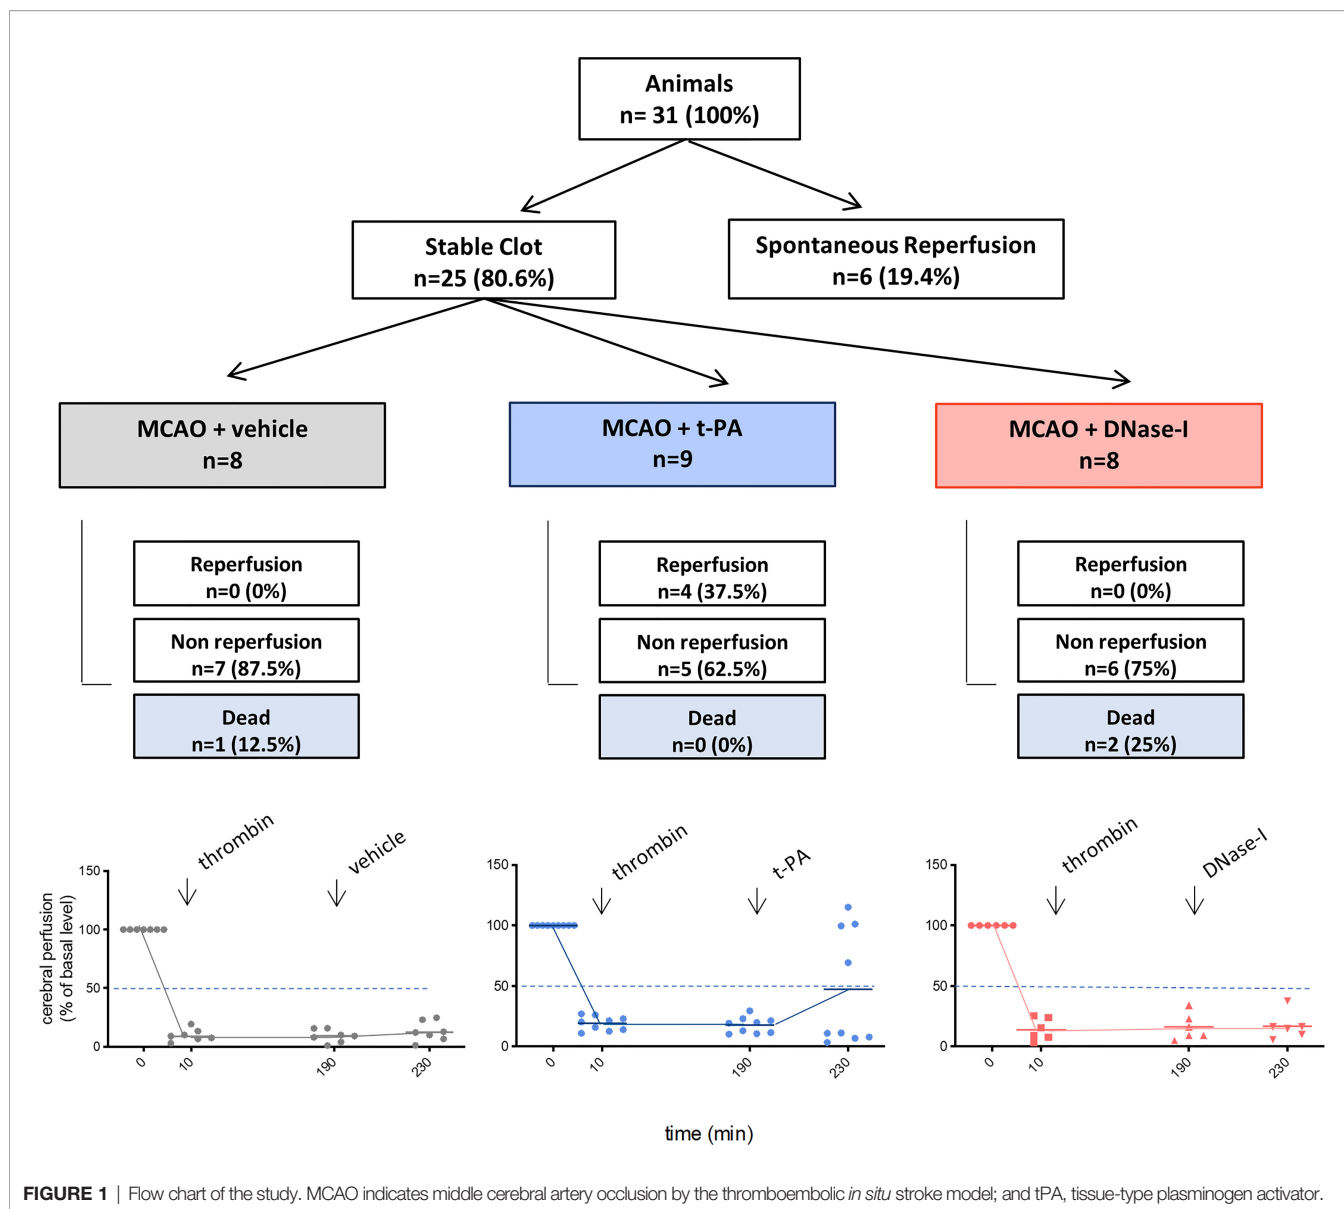 Animals
n= 31 (100%)
Stable Clot
n=25 (80.6%)
Spontaneous Reperfusion
n=6 (19.4%)
MCAO + vehicle
n=8
MCAO + t-PA
n=9
MCAO + DNase-I
n=8
Reperfusion
n=0 (0%)
Non reperfusion
n=7 (87.5%)
Dead
n=1 (12.5%)
Reperfusion
n=4 (37.5%)
Non reperfusion
n=5 (62.5%)
Dead
n=0 (0%)
Reperfusion
n=0 (0%)
Non reperfusion
n=6 (75%)
Dead
n=2 (25%)
cerebral perfusion
(% of basal level)
thrombin
vehicle
150
100
50
0
0
10
190
230
thrombin
t-PA
150
100
50
0
0
10
190
230
thrombin
DNase-I
150
100
50
0
0
10
190
230
time (min)
FIGURE 1 | Flow chart of the study. MCAO indicates middle cerebral artery occlusion by the thromboembolic in situ stroke model; and tPA, tissue-type plasminogen activator.